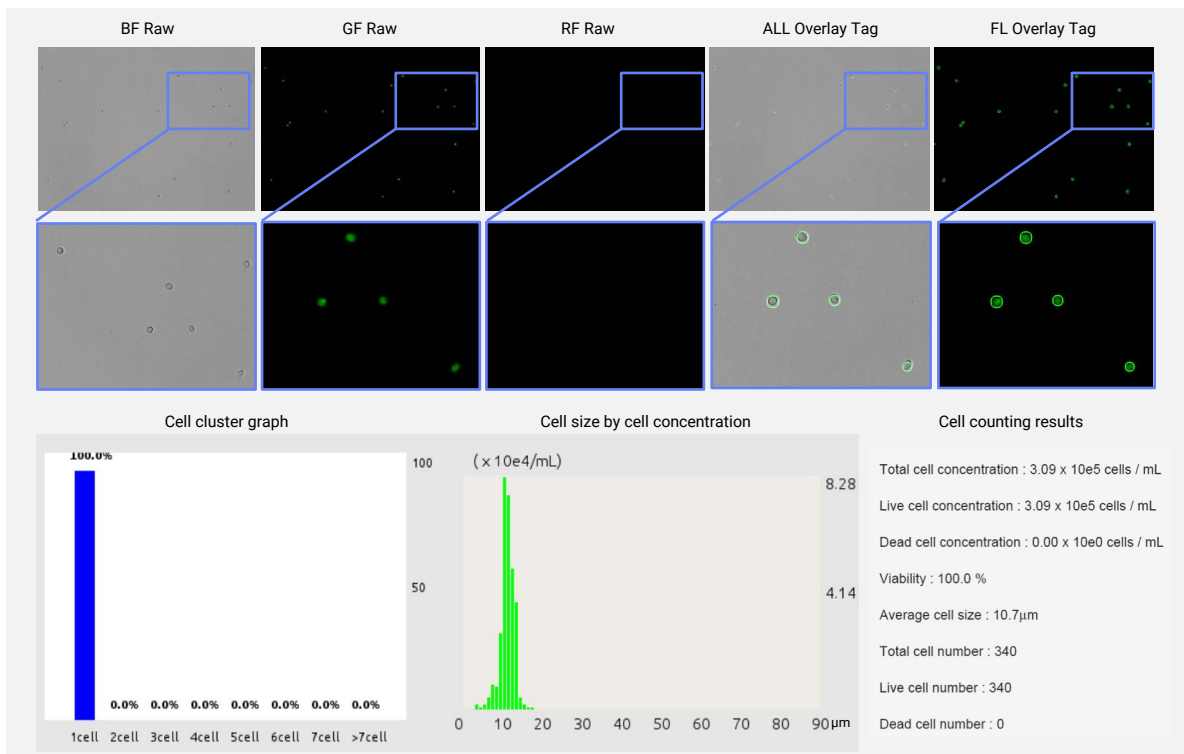 BF Raw
GF Raw
RF Raw
ALL Overlay Tag
FL Overlay Tag
Cell cluster graph
Cell size by cell concentration
Cell counting results
100.0%
100
50
0.0% 0.0% 0.0% 0.0% 0.0% 0.0% 0.0%
1cell 2cell 3cell 4cell 5cell 6cell 7cell >7cell
(x 10e4/mL)
8.28
4.14
0 10 20 30 40 50 60 70 80 90 µm
Total cell concentration : 3.09 x 10e5 cells / mL
Live cell concentration : 3.09 x 10e5 cells / mL
Dead cell concentration : 0.00 x 10e0 cells / mL
Viability : 100.0 %
Average cell size : 10.7µm
Total cell number : 340
Live cell number : 340
Dead cell number : 0